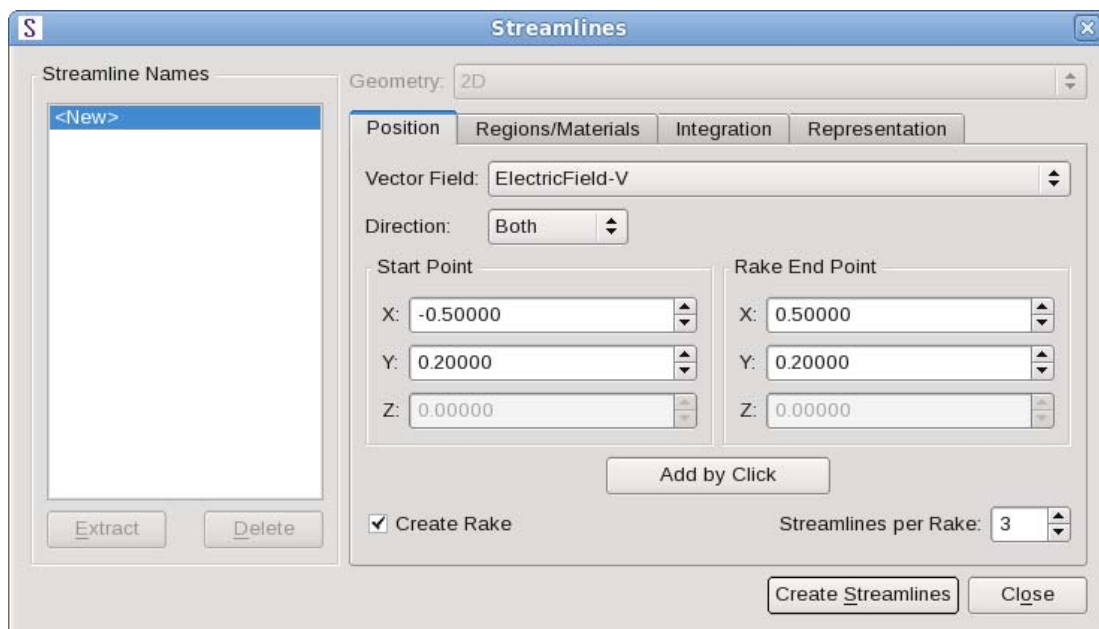 S Streamlines
Streamline Names
<New>
Extract Delete
Geometry: 2D
Position Regions/Materials Integration Representation
Vector Field: ElectricField-V
Direction: Both
Start Point Rake End Point
X: -0.50000 X: 0.50000
Y: 0.20000 Y: 0.20000
Z: 0.00000 Z: 0.00000
Add by Click
Create Rake Streamlines per Rake: 3
Create Streamlines Close